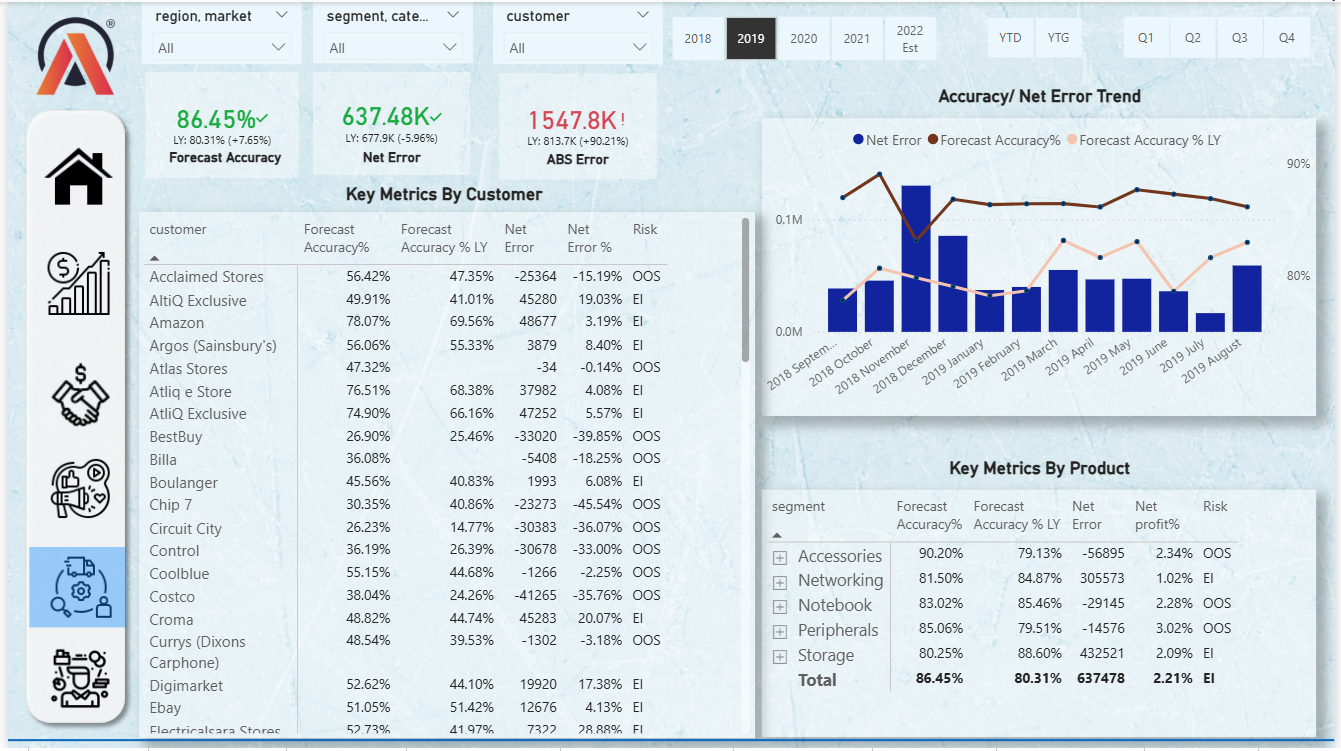 ®
region, market
All
segment, cate...
All
customer
All
2018
2019
2020
2021
2022
Est
YTD
YTG
Q1
Q2
Q3
Q4
86.45%
LY: 80.31% (+7.65%)
Forecast Accuracy
637.48K
LY: 677.9K (-5.96%)
Net Error
1547.8K!
LY: 813.7K (+90.21%)
ABS Error
Key Metrics By Customer
customer Forecast Accuracy% Forecast Accuracy % LY Net Error Net Error % Risk
Acclaimed Stores 56.42% 47.35% -25364 -15.19% OOS
AltiQ Exclusive 49.91% 41.01% 45280 19.03% EI
Amazon 78.07% 69.56% 48677 3.19% EI
Argos (Sainsbury's) 56.06% 55.33% 3879 8.40% EI
Atlas Stores 47.32% -34 -0.14% OOS
Atliq e Store 76.51% 68.38% 37982 4.08% EI
AtliQ Exclusive 74.90% 66.16% 47252 5.57% EI
BestBuy 26.90% 25.46% -33020 -39.85% OOS
Billa 36.08% -5408 -18.25% OOS
Boulanger 45.56% 40.83% 1993 6.08% EI
Chip 7 30.35% 40.86% -23273 -45.54% OOS
Circuit City 26.23% 14.77% -30383 -36.07% OOS
Control 36.19% 26.39% -30678 -33.00% OOS
Coolblue 55.15% 44.68% -1266 -2.25% OOS
Costco 38.04% 24.26% -41265 -35.76% OOS
Croma 48.82% 44.74% 45283 20.07% EI
Currys (Dixons 48.54% 39.53% -1302 -3.18% OOS
Carphone)
Digimarket 52.62% 44.10% 19920 17.38% EI
Ebay 51.05% 51.42% 12676 4.13% EI
Electricalsara Stores 52.73% 41.97% 7322 28.88% EI
Accuracy/ Net Error Trend
Net Error Forecast Accuracy% Forecast Accuracy % LY
90%
0.1M
80%
0.0M
2018 Septem...
2018 October
2018 November
2018 December
2019 January
2019 February
2019 March
2019 April
2019 May
2019 June
2019 July
2019 August
Key Metrics By Product
segment Forecast Accuracy% Forecast Accuracy % LY Net Error Net profit% Risk
Accessories 90.20% 79.13% -56895 2.34% OOS
Networking 81.50% 84.87% 305573 1.02% EI
Notebook 83.02% 85.46% -29145 2.28% OOS
Peripherals 85.06% 79.51% -14576 3.02% OOS
Storage 80.25% 88.60% 432521 2.09% EI
Total 86.45% 80.31% 637478 2.21% EI